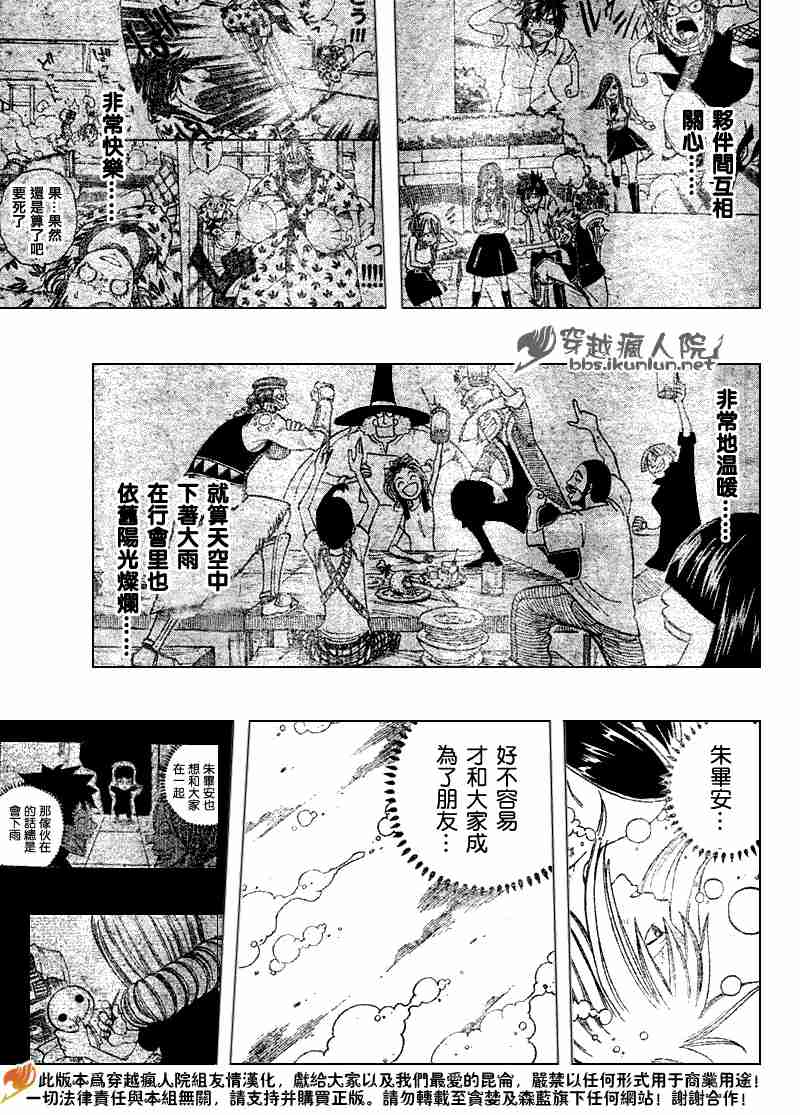 夥伴間互相
關心……
非常快樂……
果…果然
還是算了吧
要死了
穿越瘋人院
bbs.ikunlun.net
非常地溫暖……
就算天空中
下著大雨
在行會里也
依舊陽光燦爛……
朱畢安…
好不容易
才和大家成
為了朋友…
朱畢安也
想和大家
在一起
那傢伙在
的話總是
會下雨
此版本爲穿越瘋人院組友情漢化，獻給大家以及我們最愛的昆侖，嚴禁以任何形式用于商業用途！
一切法律責任與本組無關，請支持并購買正版。請勿轉載至貪婪及森藍旗下任何網站！謝謝合作！